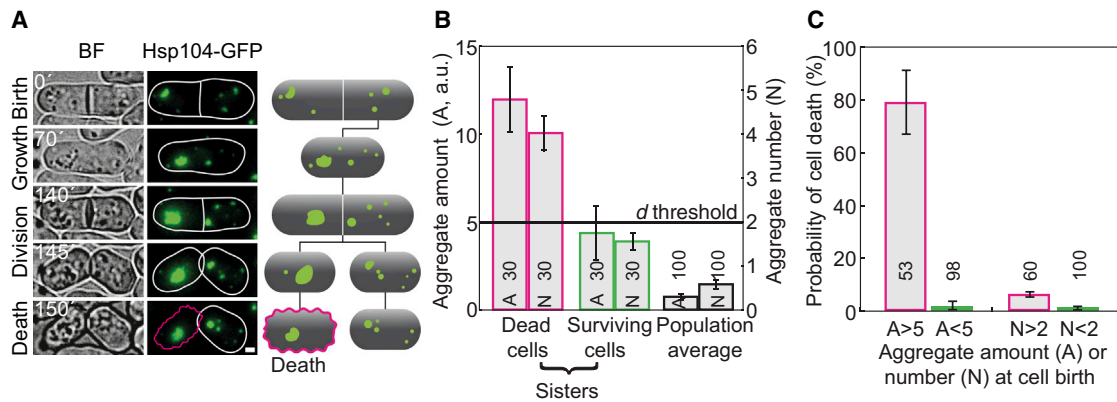 A
BF Hsp104-GFP
0´
Birth
70´
Growth
140´
Division
145´
150´
Death
Death
B
Aggregate amount (A, a.u.)
15
10
5
0
Aggregate number (N)
6
5
4
3
2
1
0
d threshold
30 30 30 30 100 100
A N A N A N
Dead Surviving Population
cells cells average
Sisters
C
Probability of cell death (%)
100
80
60
40
20
0
53 98 60 100
A>5 A<5 N>2 N<2
Aggregate amount (A) or
number (N) at cell birth